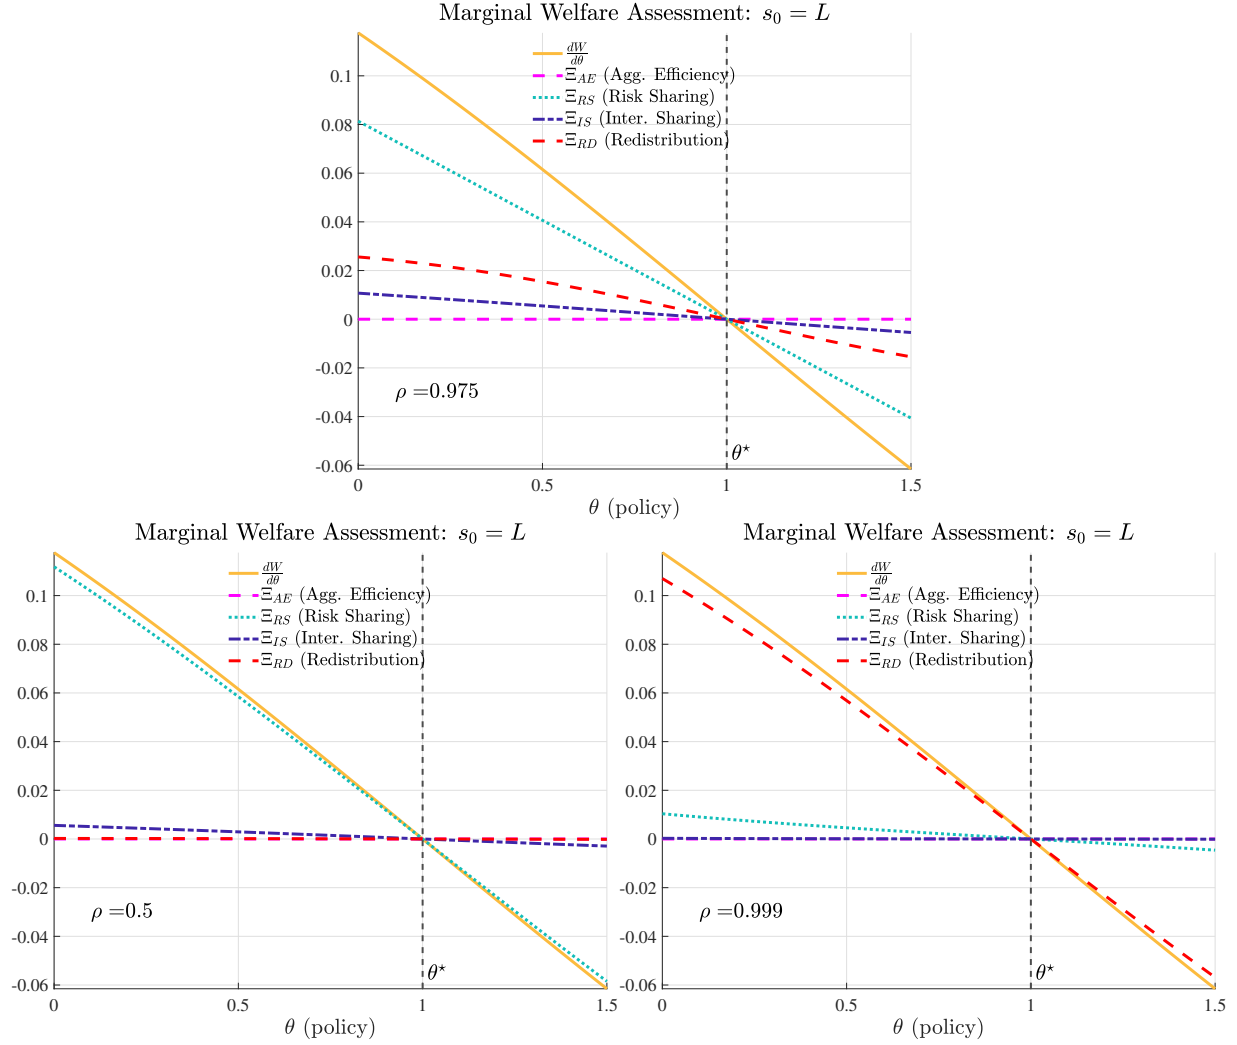 Marginal Welfare Assessment: s₀ = L
dW/dθ
Ξ_AE (Agg. Efficiency)
Ξ_RS (Risk Sharing)
Ξ_IS (Inter. Sharing)
Ξ_RD (Redistribution)
0.1
0.08
0.06
0.04
0.02
0
-0.02
-0.04
-0.06
ρ =0.975
θ⋆
0
0.5
1
1.5
θ (policy)
Marginal Welfare Assessment: s₀ = L
dW/dθ
Ξ_AE (Agg. Efficiency)
Ξ_RS (Risk Sharing)
Ξ_IS (Inter. Sharing)
Ξ_RD (Redistribution)
0.1
0.08
0.06
0.04
0.02
0
-0.02
-0.04
-0.06
ρ =0.5
θ⋆
0
0.5
1
1.5
θ (policy)
Marginal Welfare Assessment: s₀ = L
dW/dθ
Ξ_AE (Agg. Efficiency)
Ξ_RS (Risk Sharing)
Ξ_IS (Inter. Sharing)
Ξ_RD (Redistribution)
0.1
0.08
0.06
0.04
0.02
0
-0.02
-0.04
-0.06
ρ =0.999
θ⋆
0
0.5
1
1.5
θ (policy)